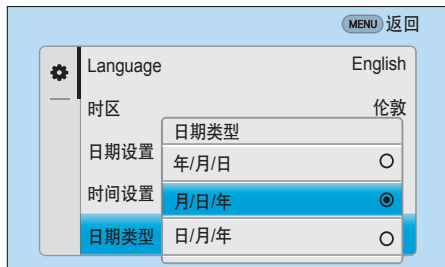 MENU 返回
Language English
时区 伦敦
日期设置
时间设置
日期类型
日期类型
年/月/日
月/日/年
日/月/年